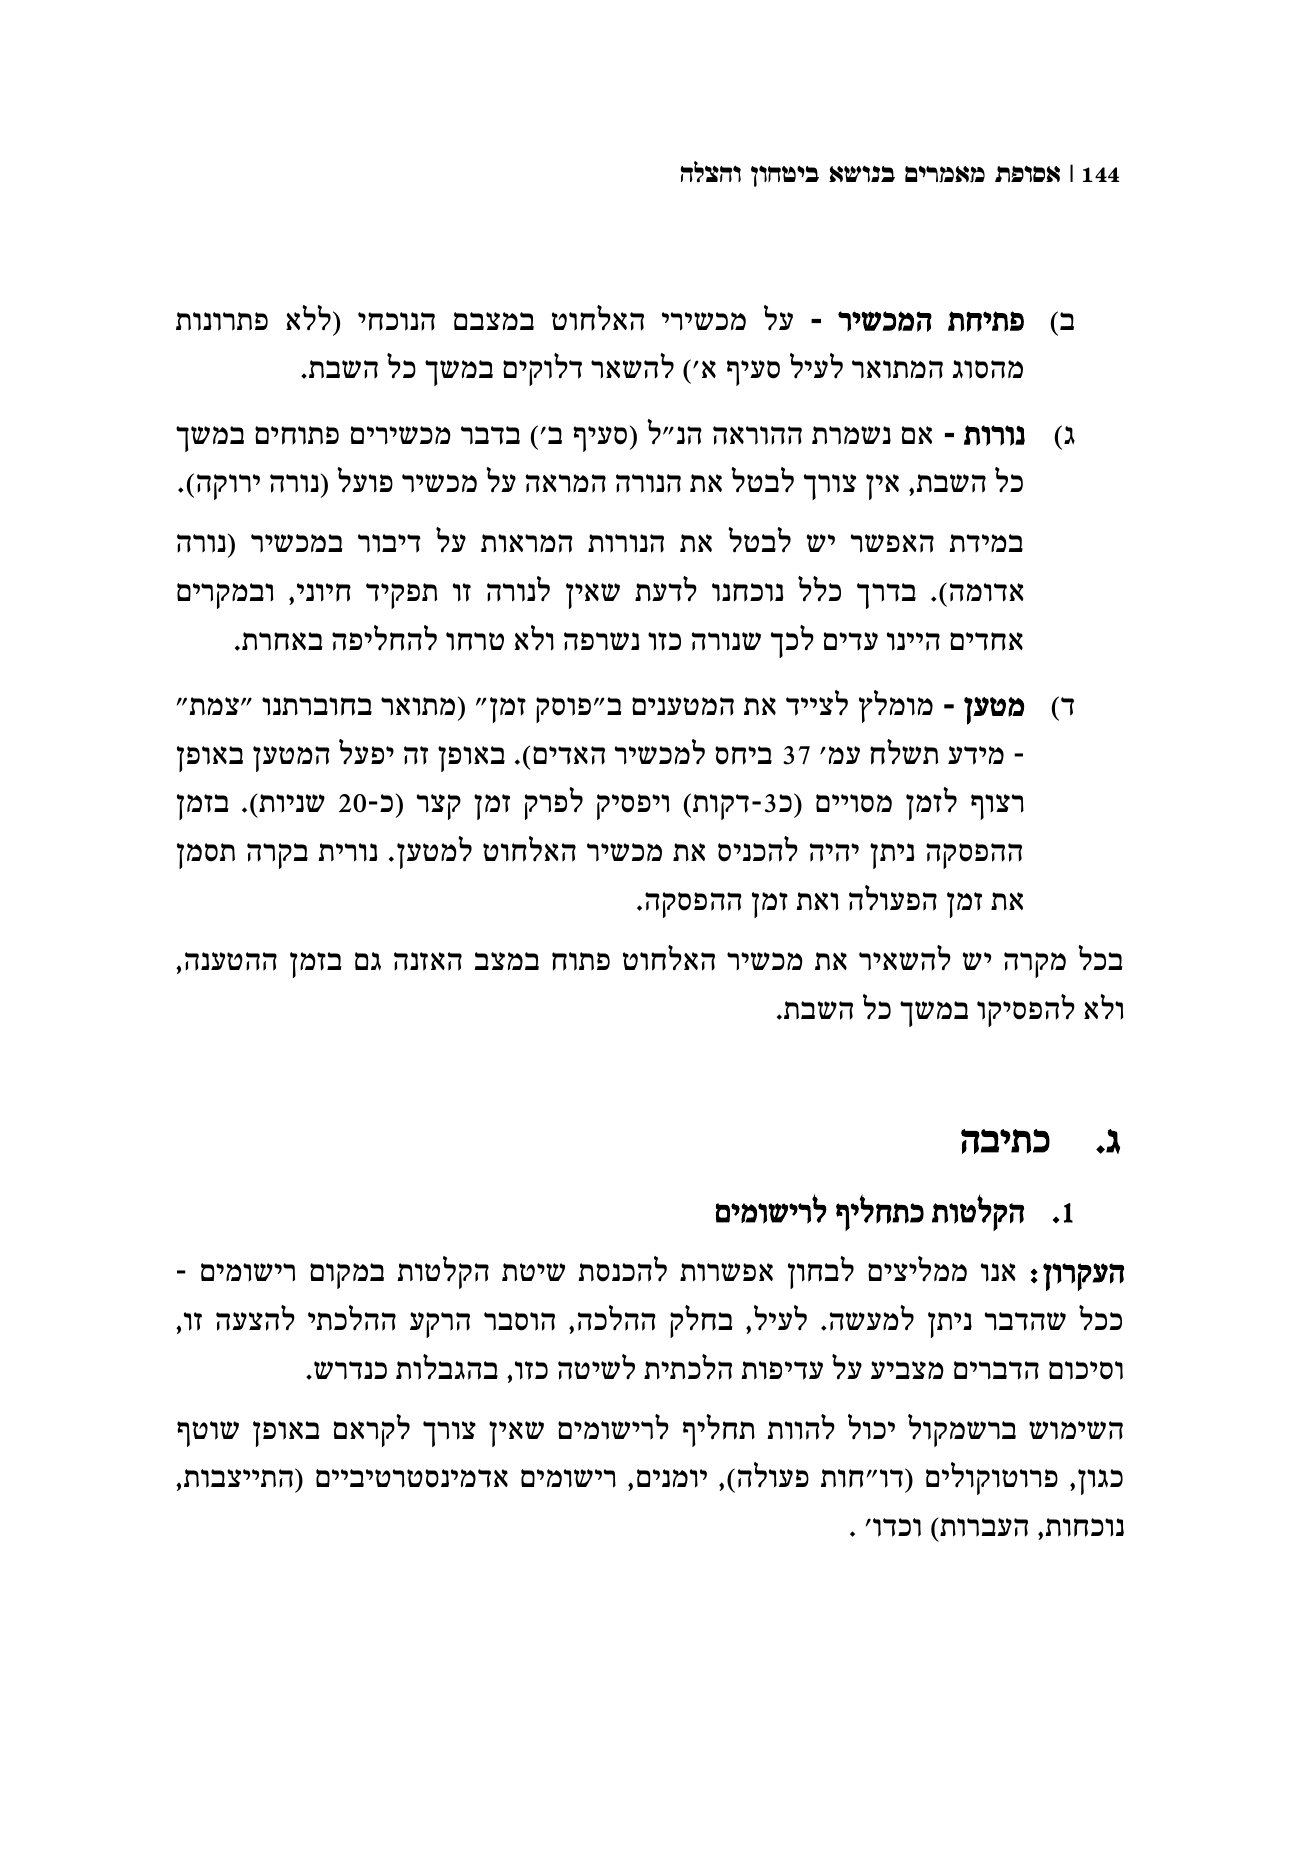 144 | אסופת מאמרים בנושא ביטחון והצלה
ב) פתיחת המכשיר - על מכשירי האלחוט במצבם הנוכחי (ללא פתרונות
מהסוג המתואר לעיל סעיף א׳) להשאר דלוקים במשך כל השבת.
ג) נורות - אם נשמרת ההוראה הנ״ל (סעיף ב׳) בדבר מכשירים פתוחים במשך
כל השבת, אין צורך לבטל את הנורה המראה על מכשיר פועל (נורה ירוקה).
במידת האפשר יש לבטל את הנורות המראות על דיבור במכשיר (נורה
אדומה). בדרך כלל נוכחנו לדעת שאין לנורה זו תפקיד חיוני, ובמקרים
אחדים היינו עדים לכך שנורה כזו נשרפה ולא טרחו להחליפה באחרת.
ד) מטען - מומלץ לצייד את המטענים ב״פוסק זמן״ (מתואר בחוברתנו ״צמת״
- מידע תשלח עמ׳ 37 ביחס למכשיר האדים). באופן זה יפעל המטען באופן
רצוף לזמן מסויים (כ3-דקות) ויפסיק לפרק זמן קצר (כ-20 שניות). בזמן
ההפסקה ניתן יהיה להכניס את מכשיר האלחוט למטען. נורית בקרה תסמן
את זמן הפעולה ואת זמן ההפסקה.
בכל מקרה יש להשאיר את מכשיר האלחוט פתוח במצב האזנה גם בזמן ההטענה,
ולא להפסיקו במשך כל השבת.
ג. כתיבה
1. הקלטות כתחליף לרישומים
העקרון: אנו ממליצים לבחון אפשרות להכנסת שיטת הקלטות במקום רישומים -
ככל שהדבר ניתן למעשה. לעיל, בחלק ההלכה, הוסבר הרקע ההלכתי להצעה זו,
וסיכום הדברים מצביע על עדיפות הלכתית לשיטה כזו, בהגבלות כנדרש.
השימוש ברשמקול יכול להוות תחליף לרישומים שאין צורך לקראם באופן שוטף
כגון, פרוטוקולים (דו״חות פעולה), יומנים, רישומים אדמינסטרטיביים (התייצבות,
נוכחות, העברות) וכדו׳ .